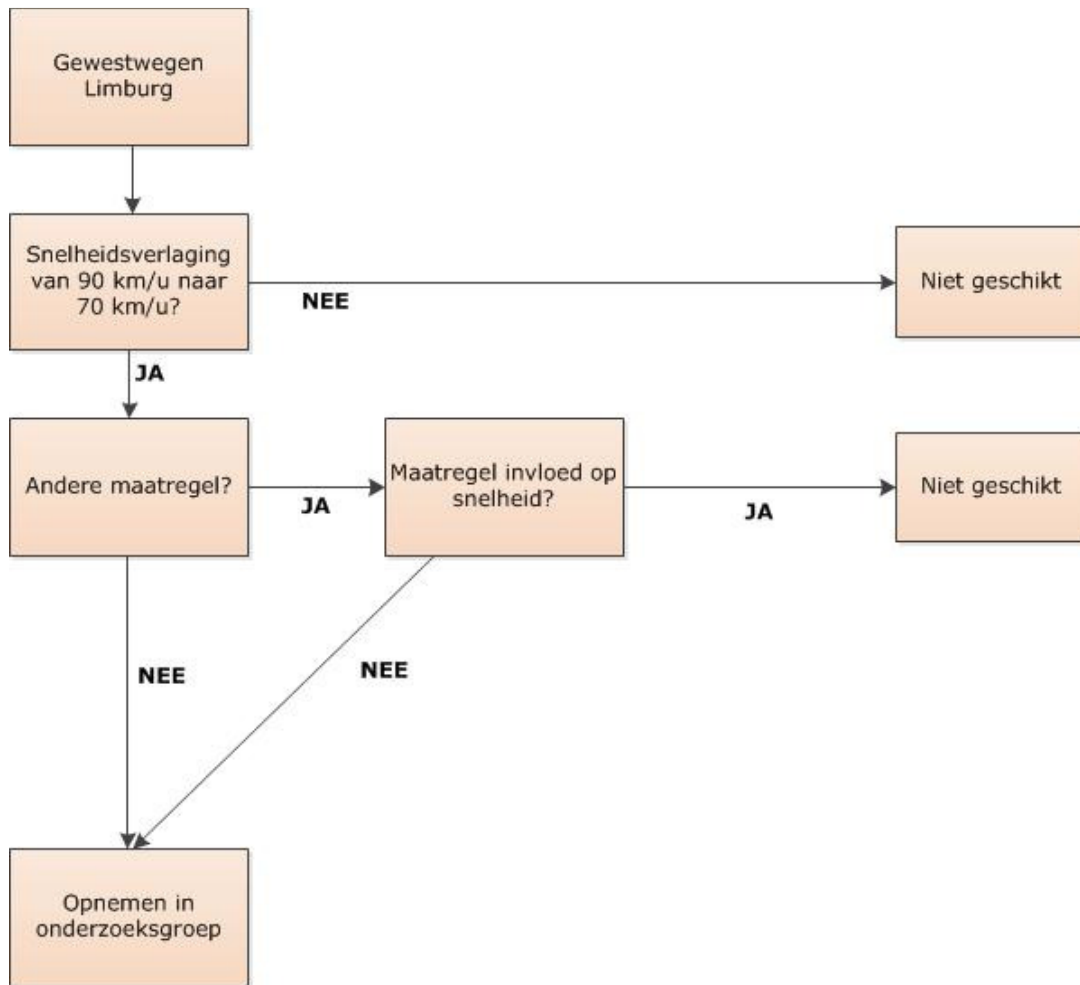 Gewestwegen
Limburg
Snelheidsverlaging
van 90 km/u naar
70 km/u?
NEE
Niet geschikt
JA
Andere maatregel?
JA
Maatregel invloed op
snelheid?
JA
Niet geschikt
NEE
NEE
Opnemen in
onderzoeksgroep